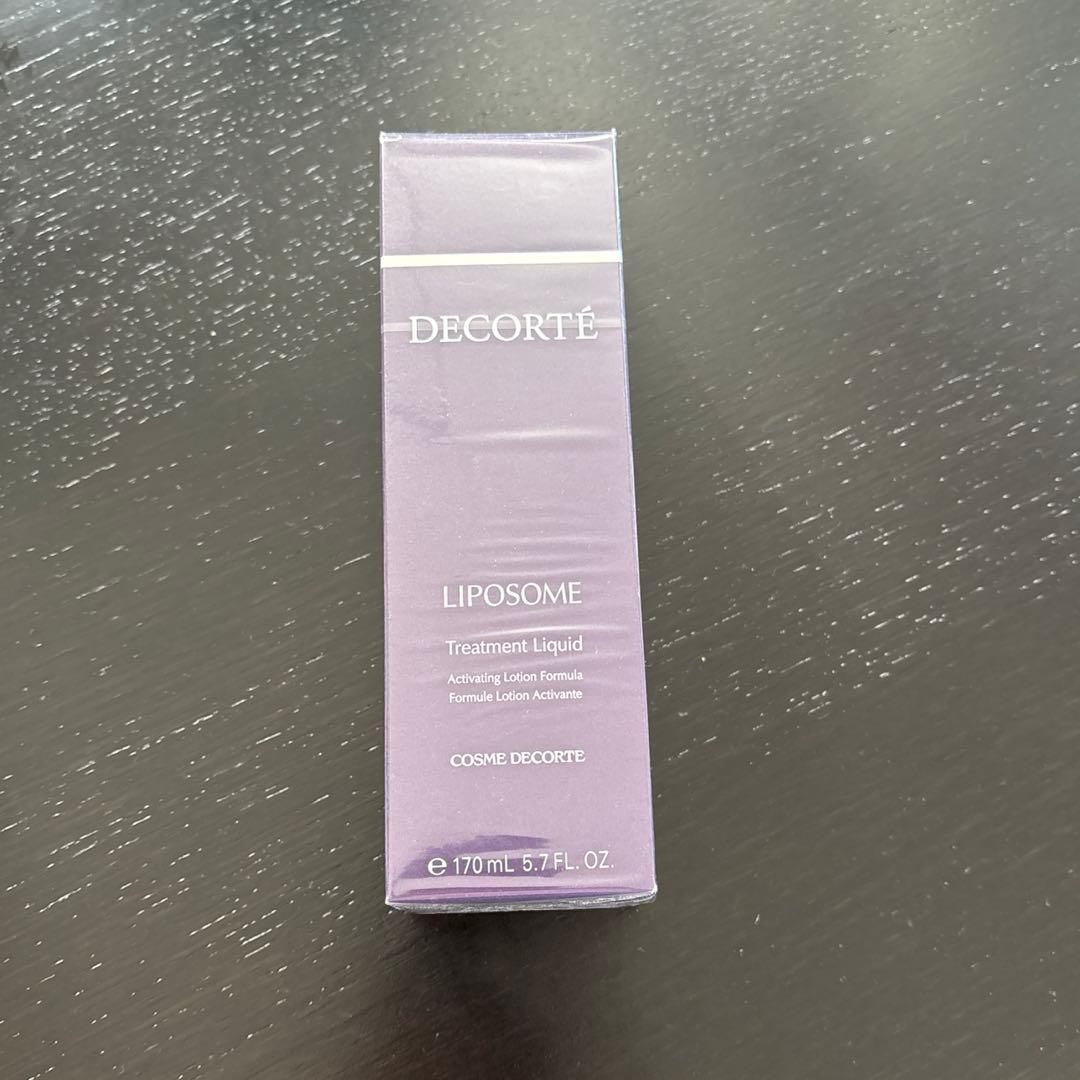 DECORTÉ
LIPOSOME
Treatment Liquid
Activating Lotion Formula
Formule Lotion Activante
COSME DECORTE
℮ 170 mL 5.7 FL. OZ.